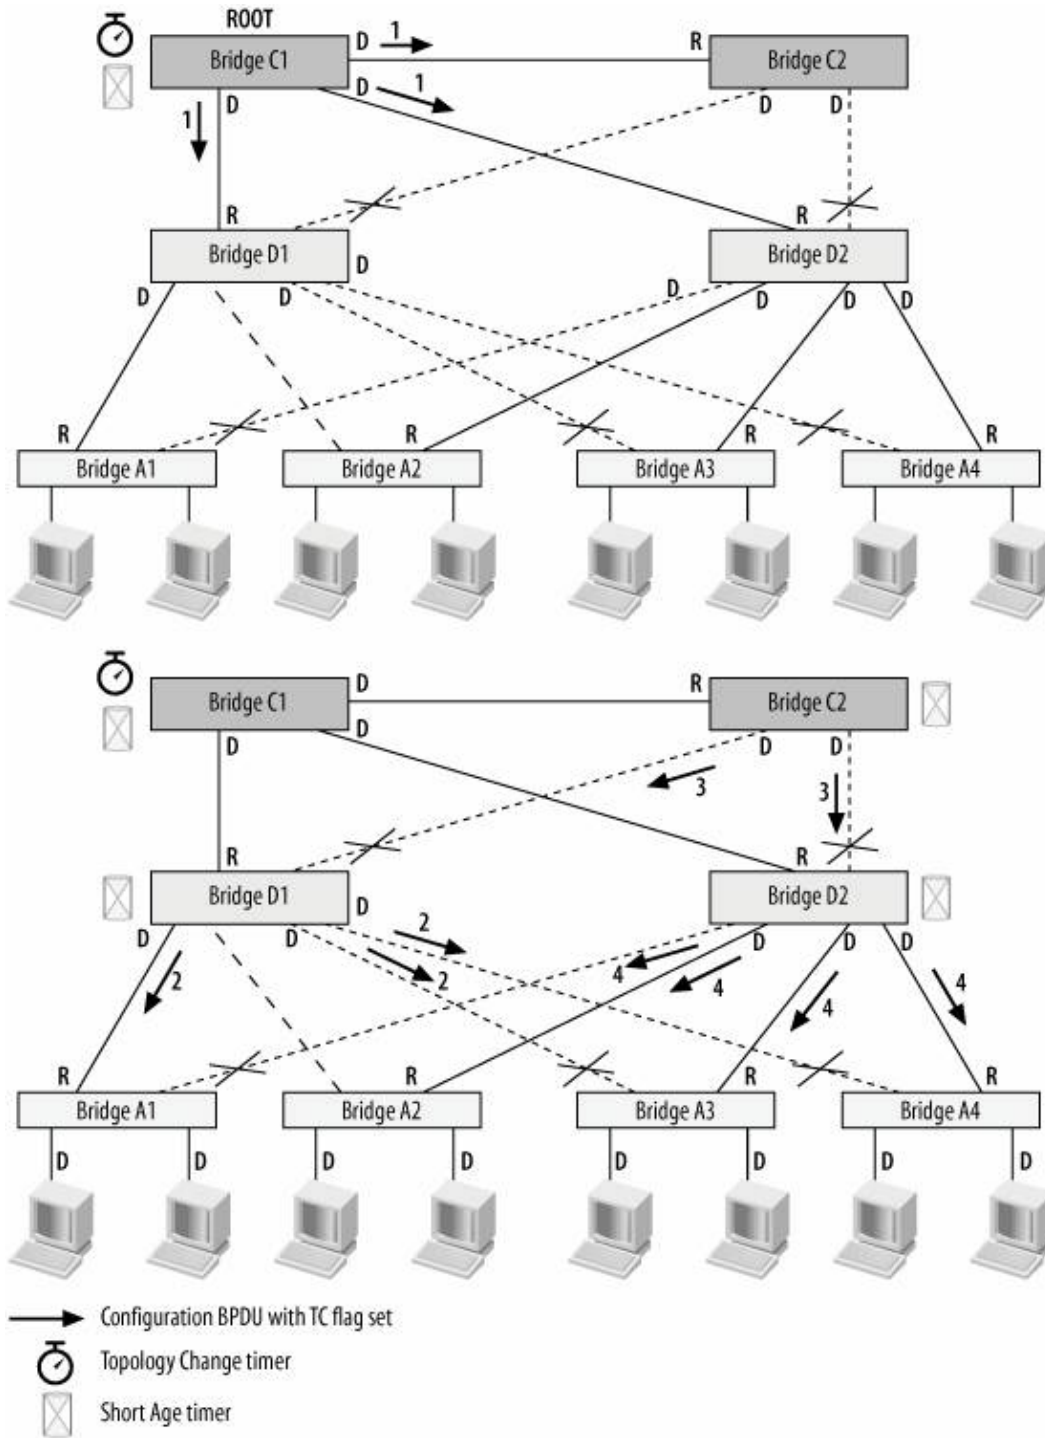 ROOT
Bridge C1
D
1
R
Bridge C2
D
1
D
1
D
D
R
R
Bridge D1
D
Bridge D2
D
D
D
D
D
D
R
R
R
R
Bridge A1
Bridge A2
Bridge A3
Bridge A4
Bridge C1
D
R
Bridge C2
D
D
D
D
3
3
R
R
Bridge D1
D
Bridge D2
D
D
2
D
D
D
2
2
4
4
4
4
R
R
R
R
Bridge A1
Bridge A2
Bridge A3
Bridge A4
D
D
D
D
D
D
D
D
Configuration BPDU with TC flag set
Topology Change timer
Short Age timer